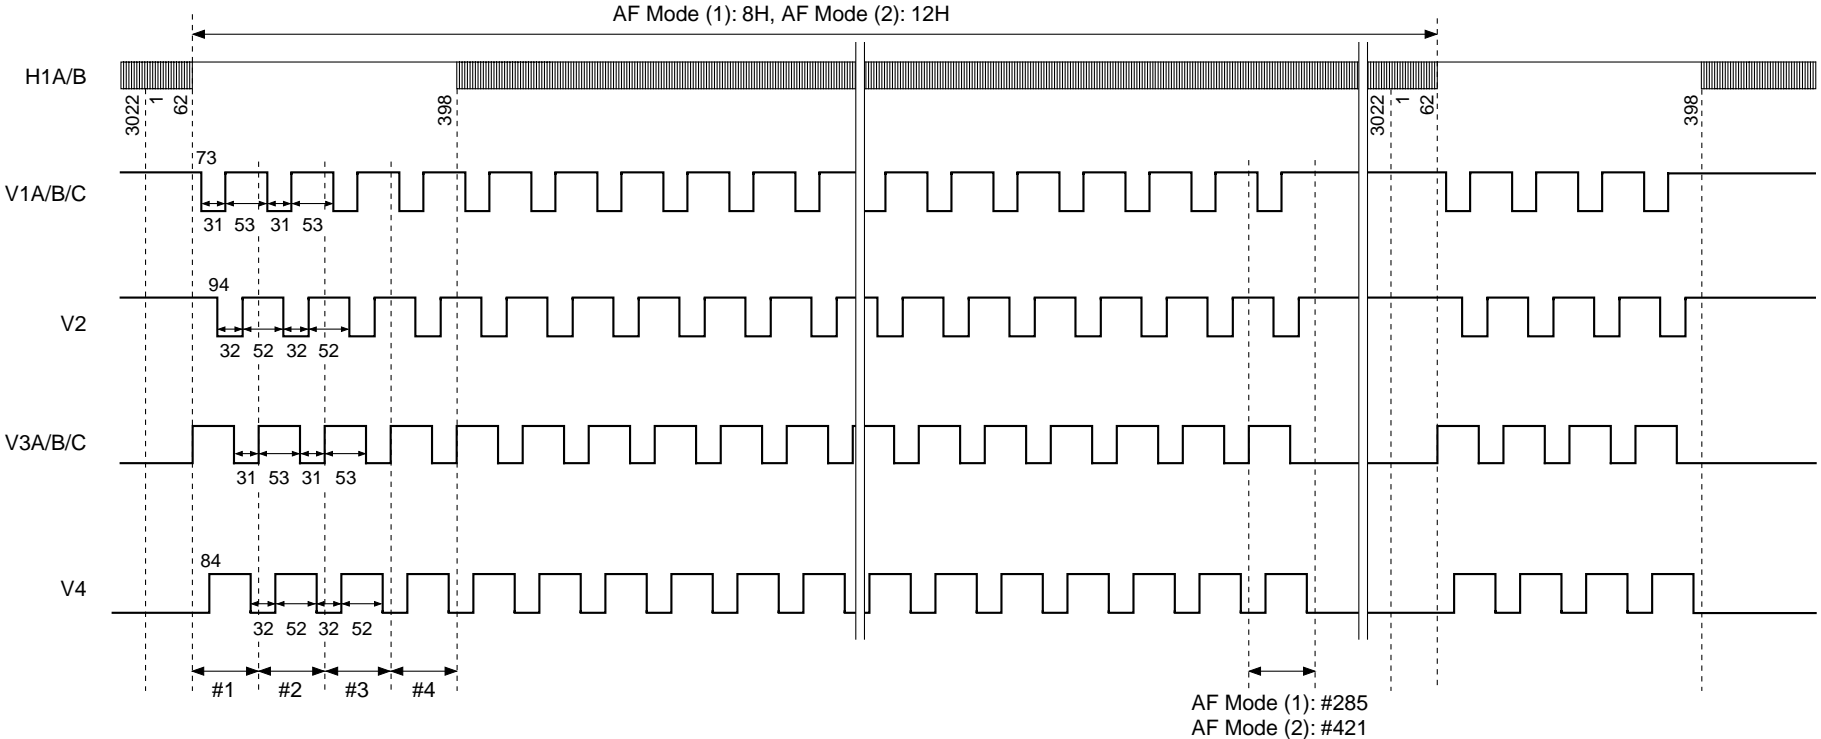 AF Mode (1): 8H, AF Mode (2): 12H
H1A/B
3022
1
62
398
3022
1
62
398
73
V1A/B/C
31 53 31 53
94
V2
32 52 32 52
V3A/B/C
31 53 31 53
84
V4
32 52 32 52
#1 #2 #3 #4
AF Mode (1): #285
AF Mode (2): #421